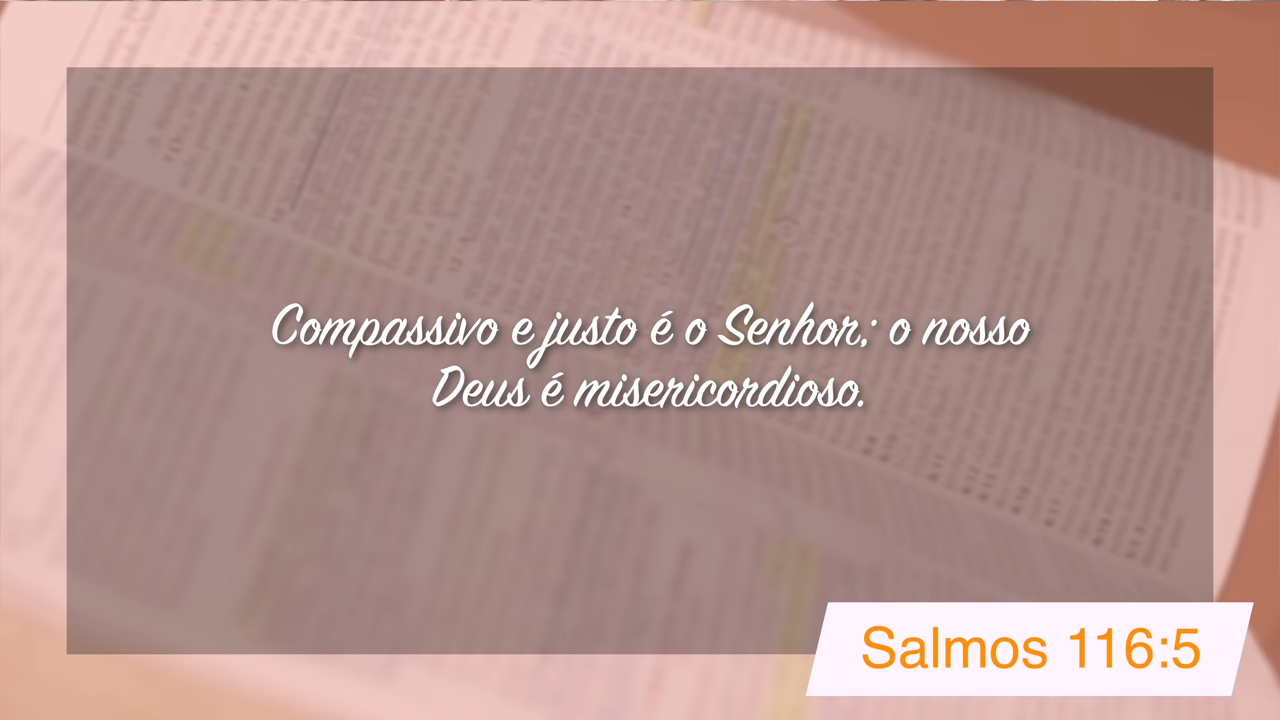 Compassivo e justo é o Senhor; o nosso
Deus é misericordioso.
Salmos 116:5